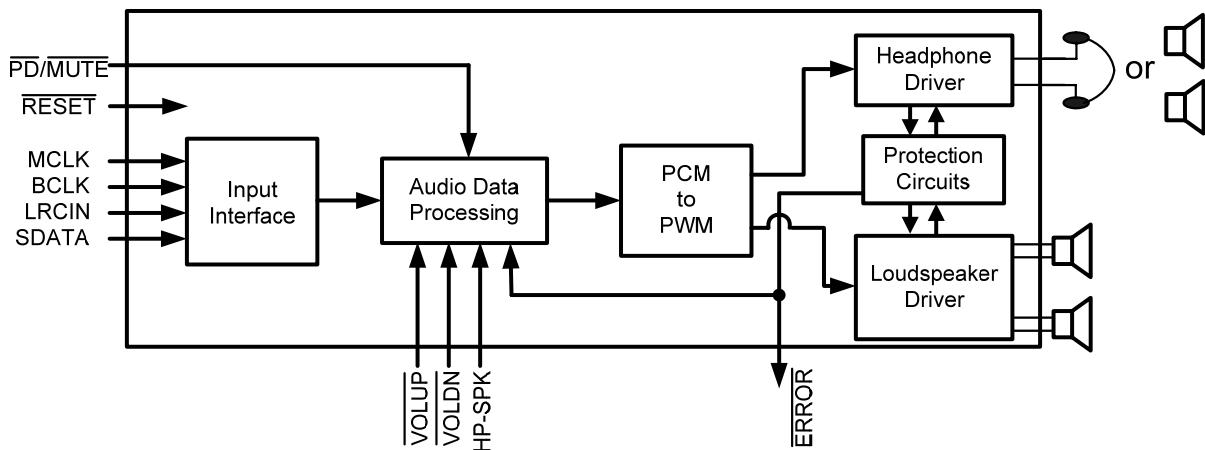 PD/MUTE
RESET
MCLK
BCLK
LRCIN
SDATA
Input
Interface
Audio Data
Processing
PCM
to
PWM
Headphone
Driver
Protection
Circuits
Loudspeaker
Driver
or
VOLUP
VOLDN
HP-SPK
ERROR